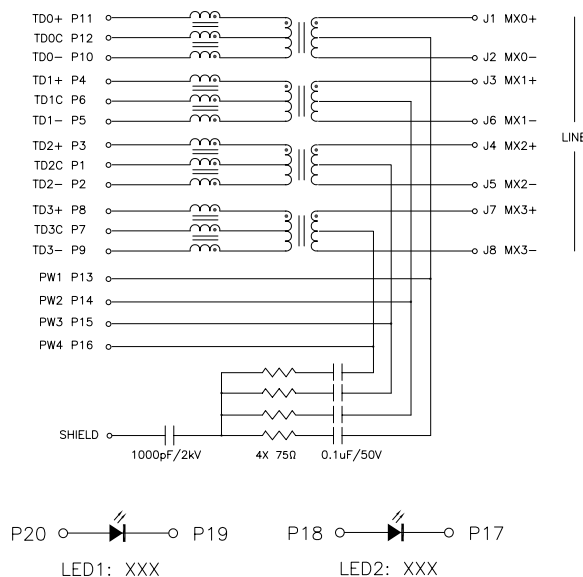 TD0+ P11 J1 MX0+
TD0C P12
TD0- P10 J2 MX0-
TD1+ P4 J3 MX1+
TD1C P6
TD1- P5 J6 MX1-
LINE
TD2+ P3 J4 MX2+
TD2C P1
TD2- P2 J5 MX2-
TD3+ P8 J7 MX3+
TD3C P7
TD3- P9 J8 MX3-
PW1 P13
PW2 P14
PW3 P15
PW4 P16
SHIELD
1000pF/2kV 4X 75Ω 0.1uF/50V
P20 P19 P18 P17
LED1: XXX LED2: XXX